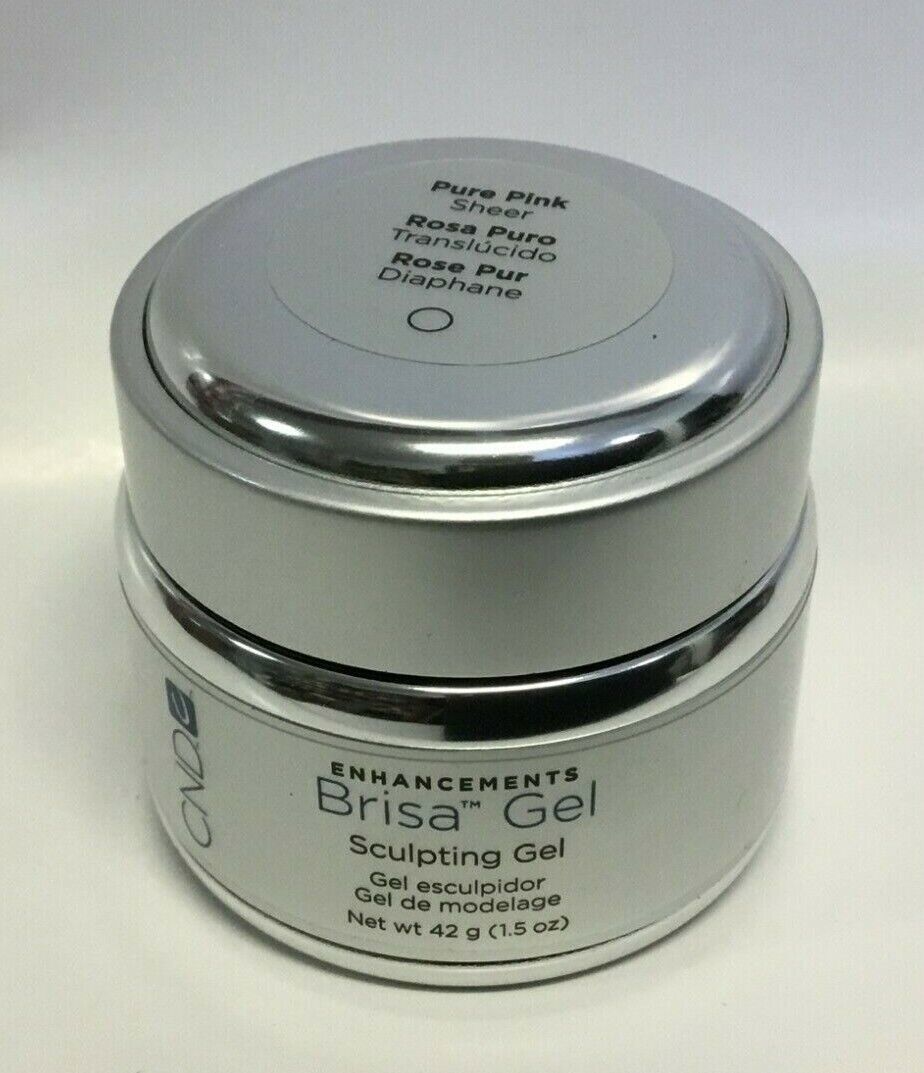 Pure Pink
Sheer
Rosa Puro
Translúcido
Rose Pur
Diaphane
CND
ENHANCEMENTS
Brisa™ Gel
Sculpting Gel
Gel esculpidor
Gel de modelage
Net wt 42 g (1.5 oz)